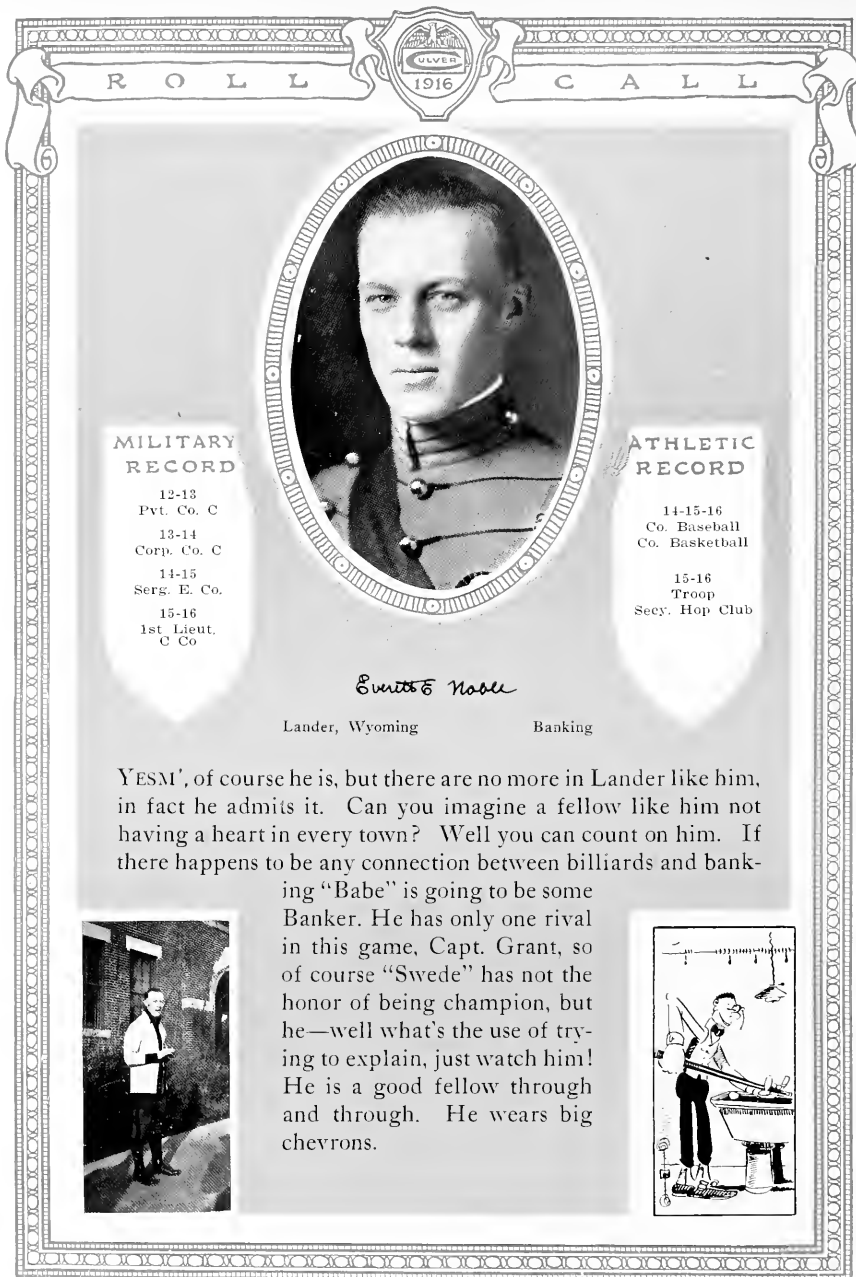 ROLL CALL
CULVER
1916
MILITARY
RECORD
12-13
Pvt. Co. C
13-14
Corp. Co. C
14-15
Serg. E. Co.
15-16
1st Lieut.
C Co
ATHLETIC
RECORD
14-15-16
Co. Baseball
Co. Basketball
15-16
Troop
Secy. Hop Club
Everett E Noble
Lander, Wyoming Banking
YESM', of course he is, but there are no more in Lander like him,
in fact he admits it. Can you imagine a fellow like him not
having a heart in every town? Well you can count on him. If
there happens to be any connection between billiards and bank-
ing "Babe" is going to be some
Banker. He has only one rival
in this game, Capt. Grant, so
of course "Swede" has not the
honor of being champion, but
he—well what's the use of try-
ing to explain, just watch him!
He is a good fellow through
and through. He wears big
chevrons.